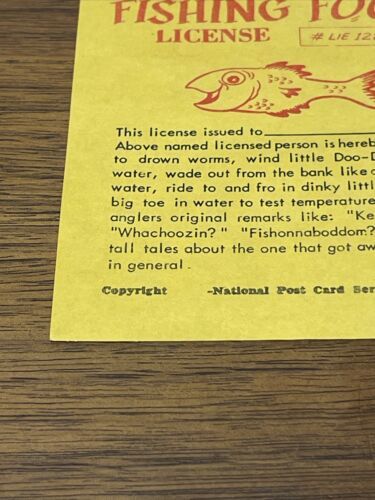 FISHING FOO
LICENSE # LIE 12
This license issued to
Above named licensed person is hereb
to drown worms, wind little Doo-D
water, wade out from the bank like a
water, ride to and fro in dinky little
big toe in water to test temperature
anglers original remarks like: "Ke
"Whachoozin?" "Fishonnaboddom?
tall tales about the one that got aw
in general.
Copyright -National Post Card Ser